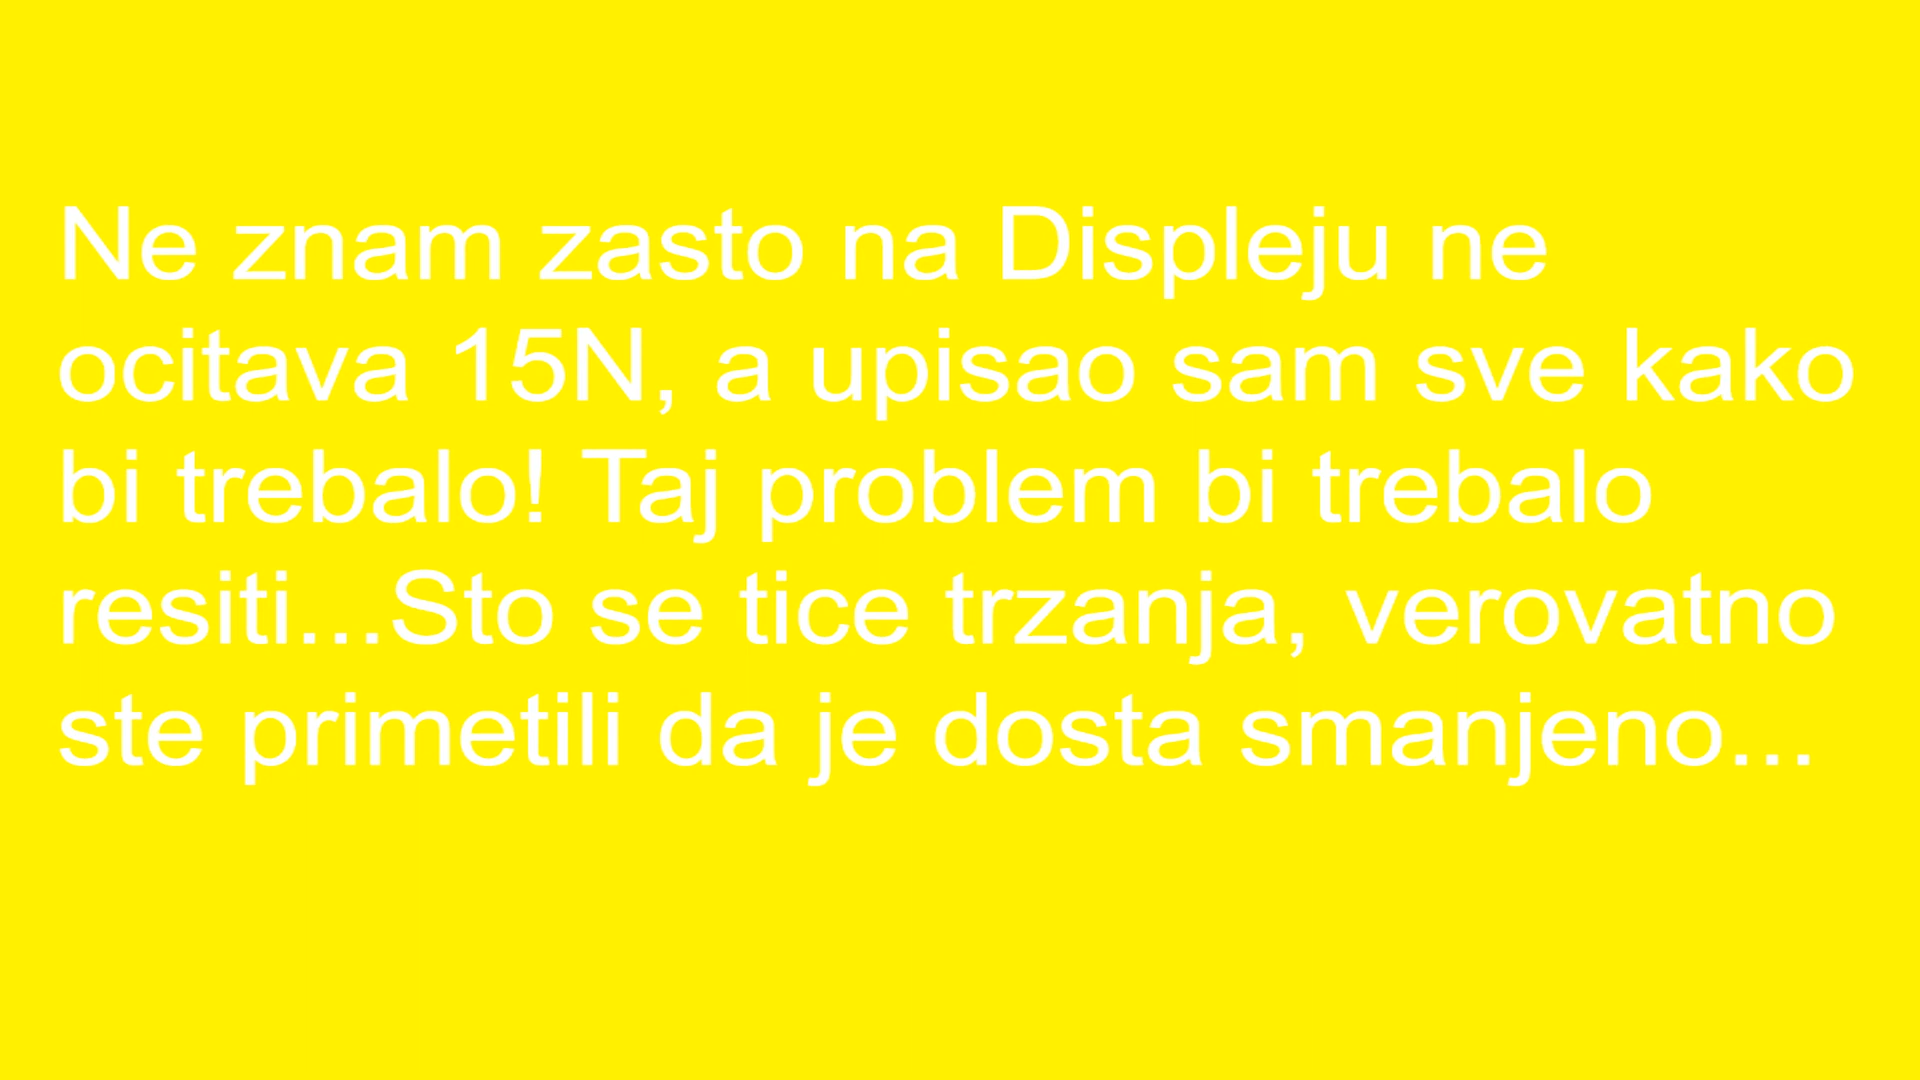 Ne znam zasto na Displeju ne
ocitava 15N, a upisao sam sve kako
bi trebalo! Taj problem bi trebalo
resiti...Sto se tice trzanja, verovatno
ste primetili da je dosta smanjeno...